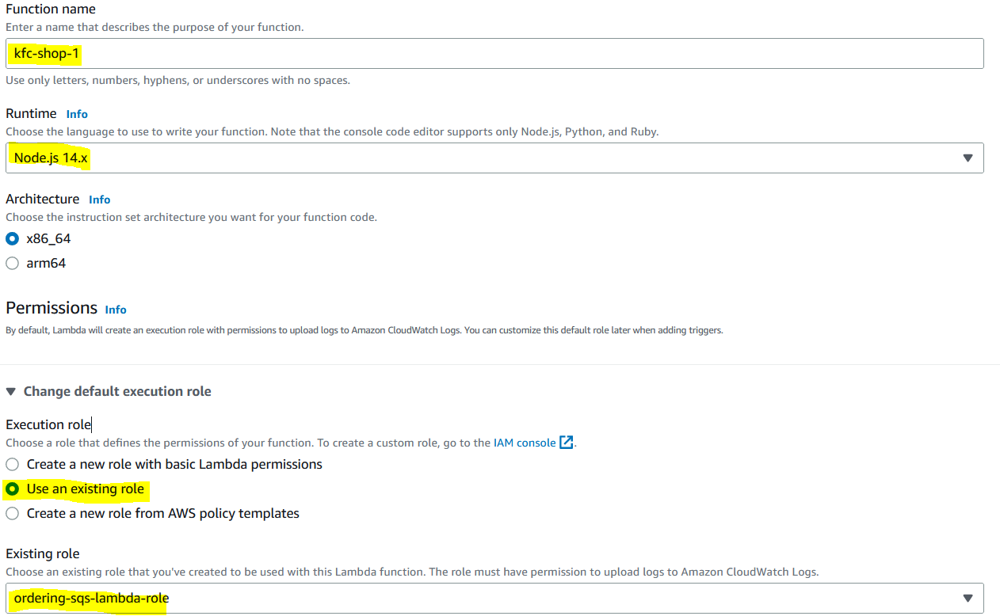 Function name
Enter a name that describes the purpose of your function.
kfc-shop-1
Use only letters, numbers, hyphens, or underscores with no spaces.
Runtime Info
Choose the language to use to write your function. Note that the console code editor supports only Node.js, Python, and Ruby.
Node.js 14.x
Architecture Info
Choose the instruction set architecture you want for your function code.
x86_64
arm64
Permissions Info
By default, Lambda will create an execution role with permissions to upload logs to Amazon CloudWatch Logs. You can customize this default role later when adding triggers.
Change default execution role
Execution role
Choose a role that defines the permissions of your function. To create a custom role, go to the IAM console.
Create a new role with basic Lambda permissions
Use an existing role
Create a new role from AWS policy templates
Existing role
Choose an existing role that you've created to be used with this Lambda function. The role must have permission to upload logs to Amazon CloudWatch Logs.
ordering-sqs-lambda-role